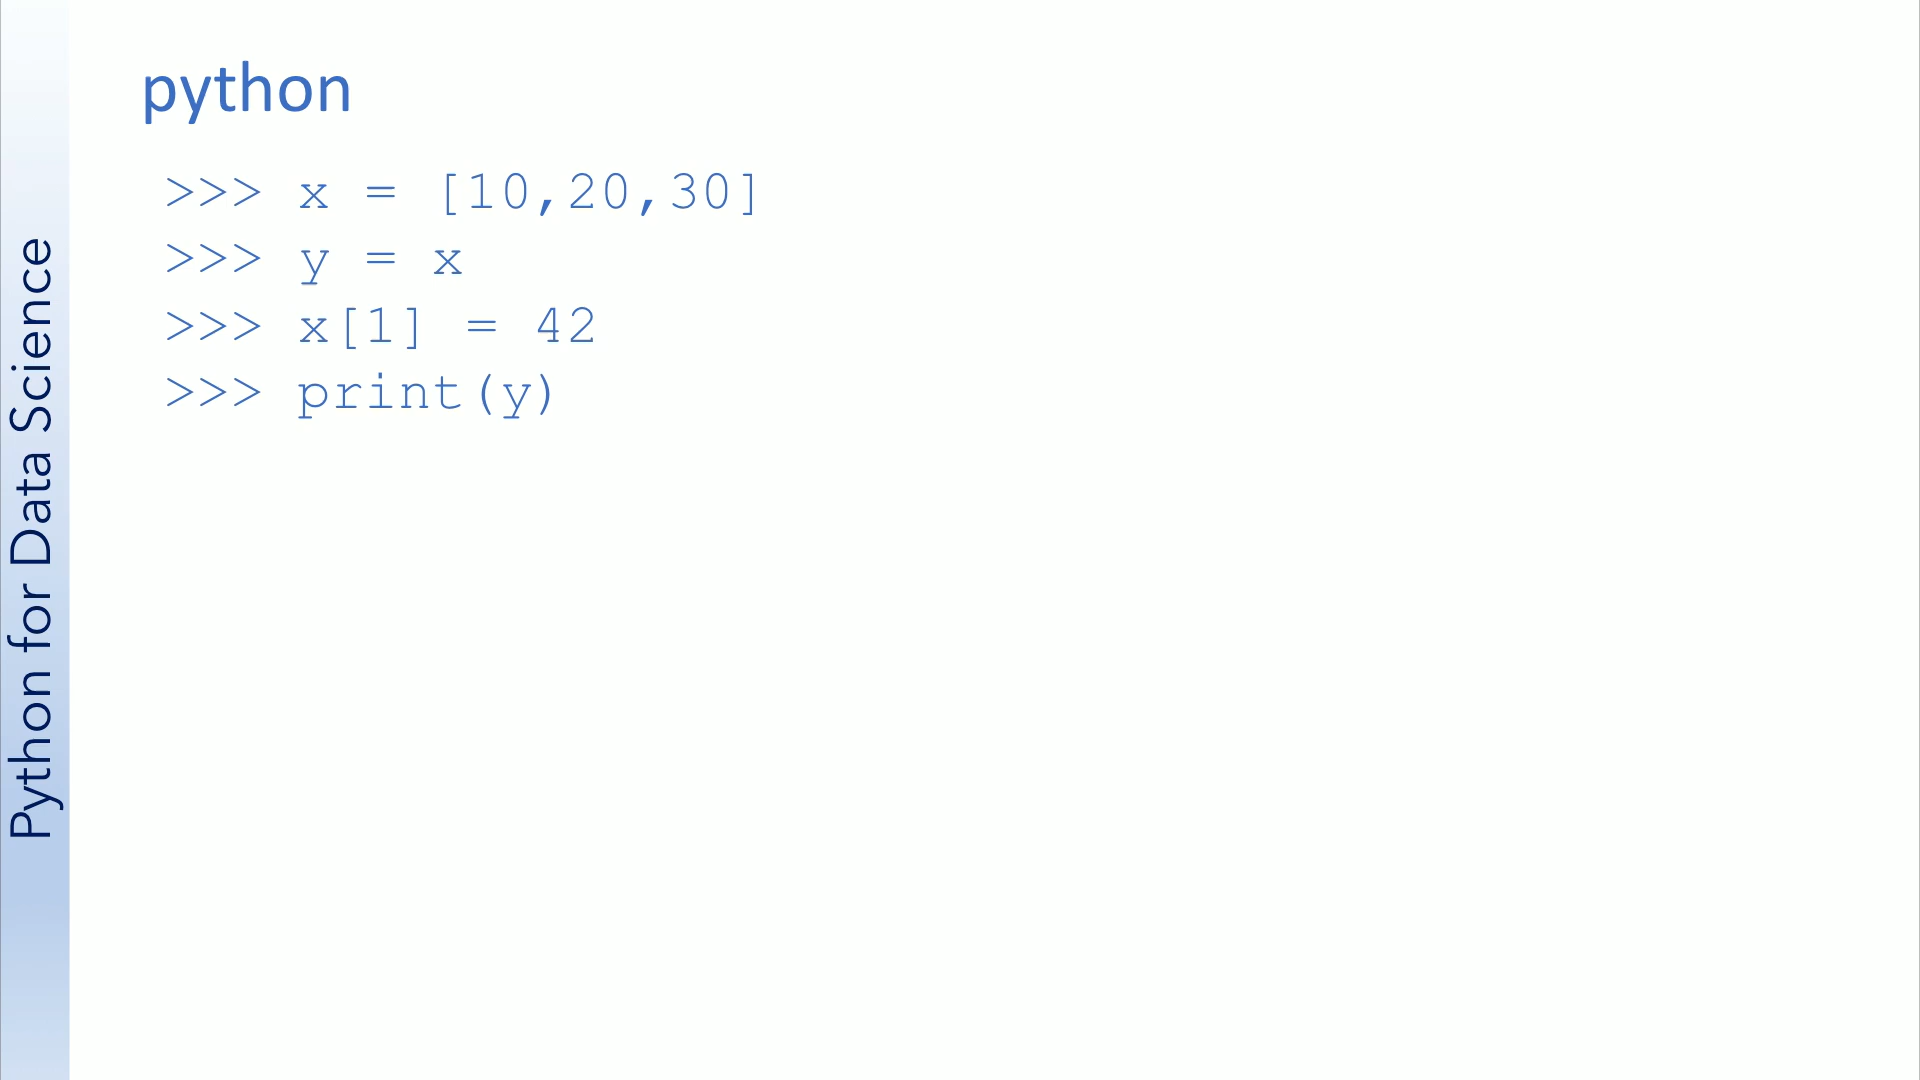 python
>>> x = [10,20,30]
>>> y = x
>>> x[1] = 42
>>> print(y)
Python for Data Science